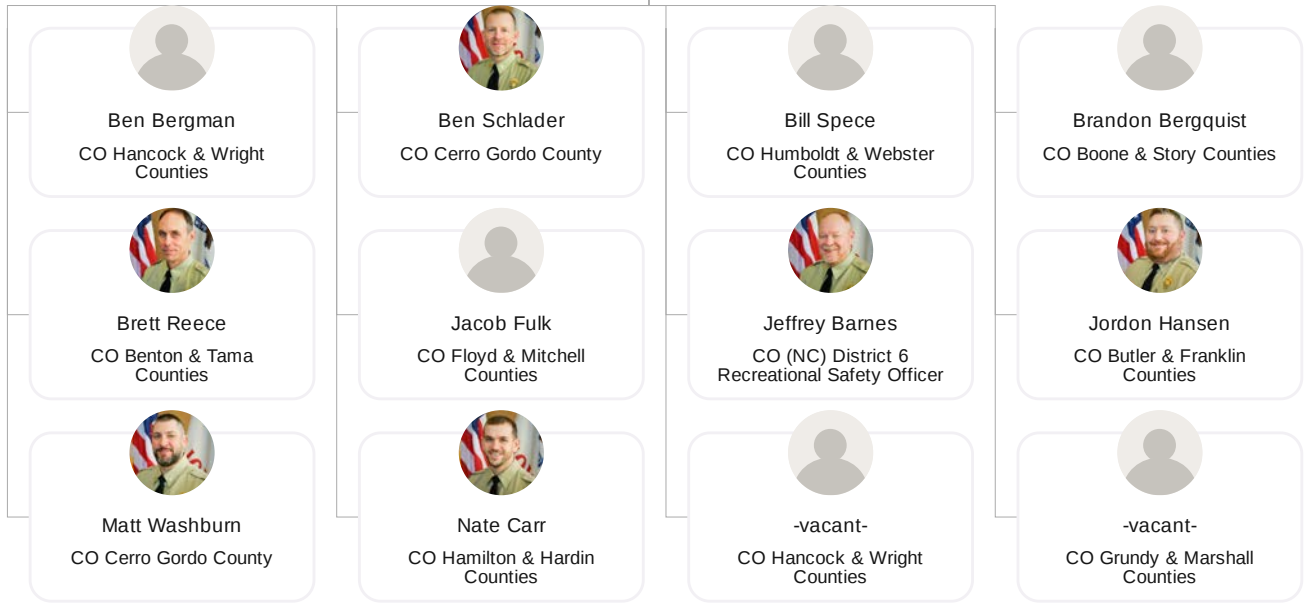 Ben Bergman
CO Hancock & Wright
Counties
Ben Schlader
CO Cerro Gordo County
Bill Spece
CO Humboldt & Webster
Counties
Brandon Bergquist
CO Boone & Story Counties
Brett Reece
CO Benton & Tama
Counties
Jacob Fulk
CO Floyd & Mitchell
Counties
Jeffrey Barnes
CO (NC) District 6
Recreational Safety Officer
Jordon Hansen
CO Butler & Franklin
Counties
Matt Washburn
CO Cerro Gordo County
Nate Carr
CO Hamilton & Hardin
Counties
-vacant-
CO Hancock & Wright
Counties
-vacant-
CO Grundy & Marshall
Counties